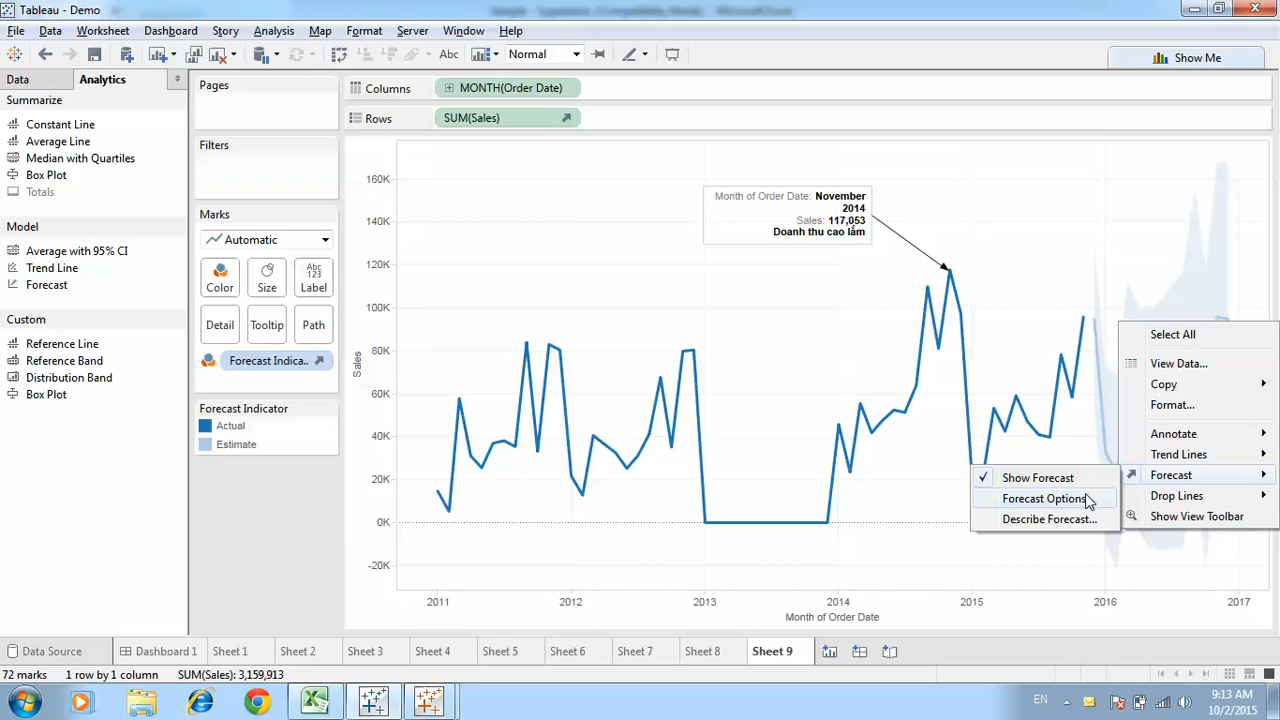 Tableau - Demo
File Data Worksheet Dashboard Story Analysis Map Format Server Window Help
Abc Normal Show Me
Data Analytics
Summarize
Constant Line
Average Line
Median with Quartiles
Box Plot
Totals
Model
Average with 95% CI
Trend Line
Forecast
Custom
Reference Line
Reference Band
Distribution Band
Box Plot
Pages
Filters
Marks
Automatic
Color Size Abc 123 Label
Detail Tooltip Path
Forecast Indica..
Forecast Indicator
Actual
Estimate
Columns MONTH(Order Date)
Rows SUM(Sales)
160K
140K
120K
100K
80K
60K
40K
20K
0K
-20K
Sales
Month of Order Date: November
2014
Sales: 117,053
Doanh thu cao lắm
2011 2012 2013 2014 2015 2016 2017
Month of Order Date
Select All
View Data...
Copy
Format...
Annotate
Trend Lines
Forecast
Drop Lines
Show View Toolbar
Show Forecast
Forecast Options
Describe Forecast...
Data Source Dashboard 1 Sheet 1 Sheet 2 Sheet 3 Sheet 4 Sheet 5 Sheet 6 Sheet 7 Sheet 8 Sheet 9
72 marks 1 row by 1 column SUM(Sales): 3,159,913
EN 9:13 AM
10/2/2015